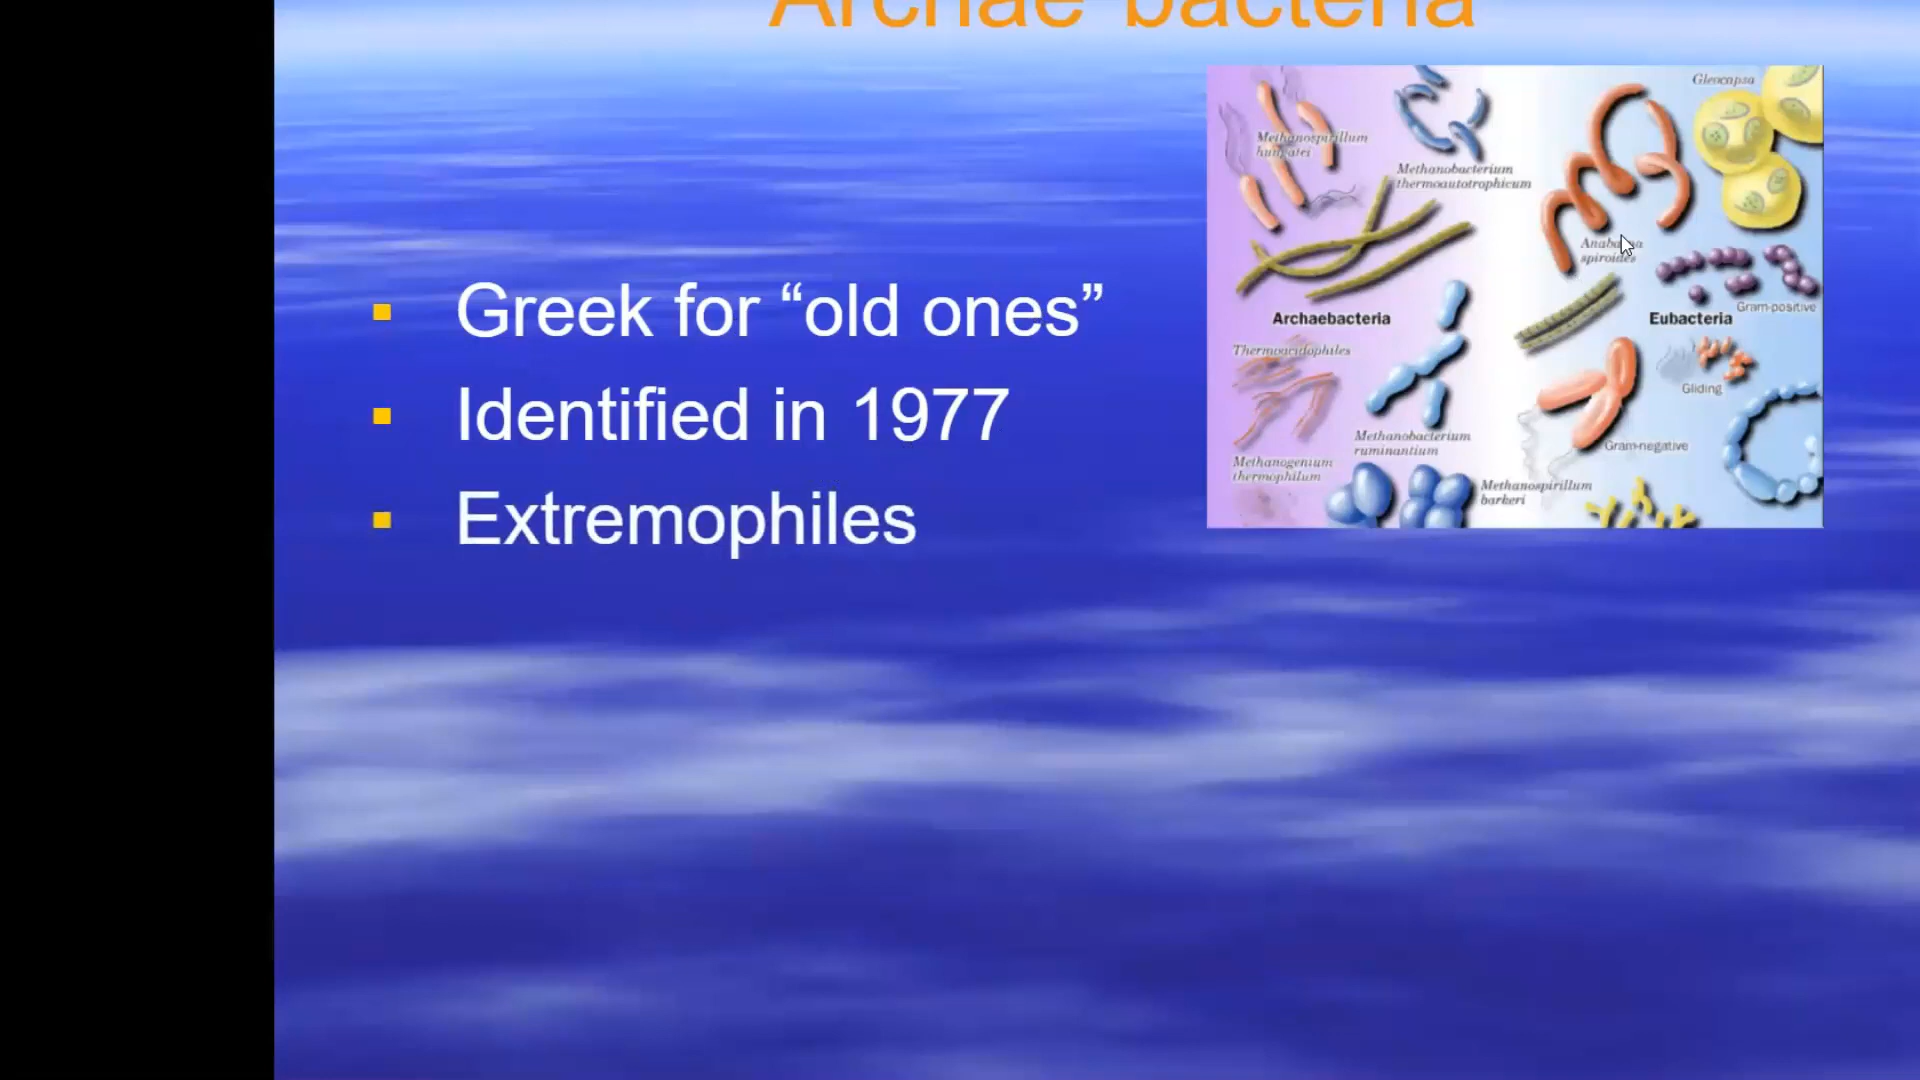 Archae-bacteria
Greek for “old ones”
Identified in 1977
Extremophiles
Gleocapsa
Methanospirillum
hungatei
Methanobacterium
thermoautotrophicum
Anabaena
spiroides
Gram-positive
Archaebacteria
Eubacteria
Thermoacidophiles
Gliding
Methanobacterium
ruminantium
Gram-negative
Methanogenium
thermophilum
Methanospirillum
barkeri